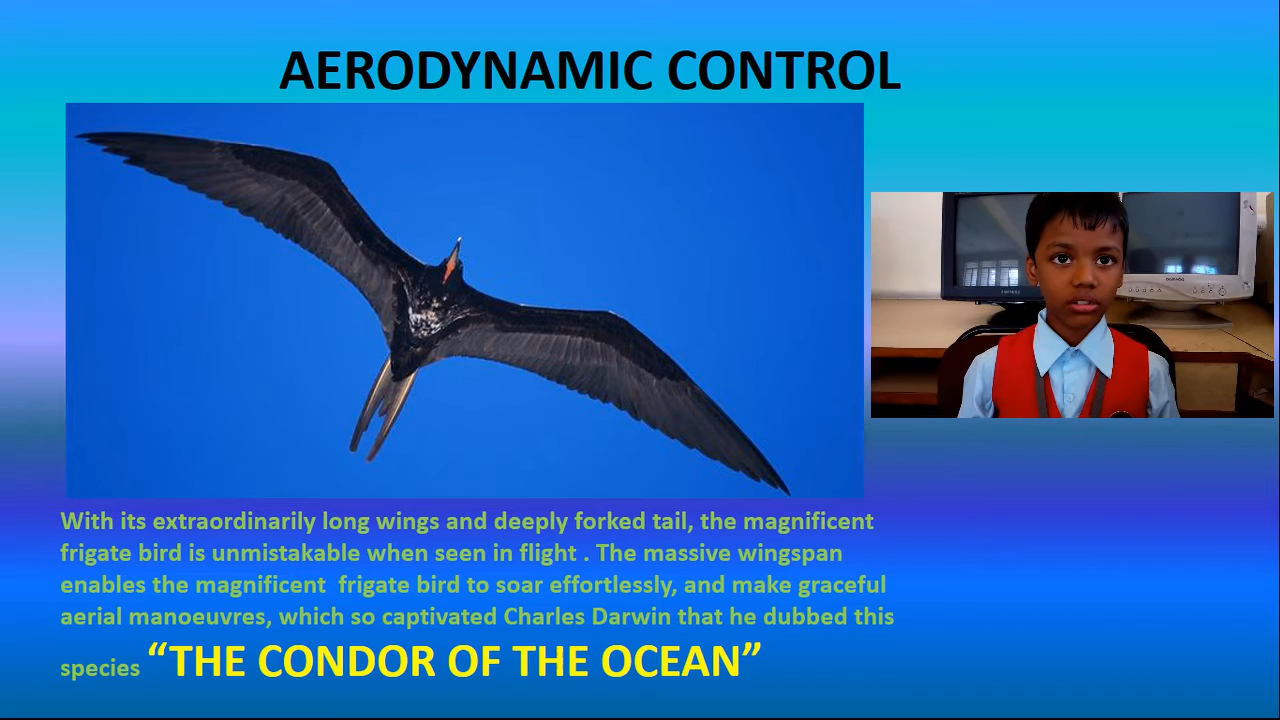 AERODYNAMIC CONTROL
With its extraordinarily long wings and deeply forked tail, the magnificent
frigate bird is unmistakable when seen in flight . The massive wingspan
enables the magnificent  frigate bird to soar effortlessly, and make graceful
aerial manoeuvres, which so captivated Charles Darwin that he dubbed this
species “THE CONDOR OF THE OCEAN”
SAMSUNG